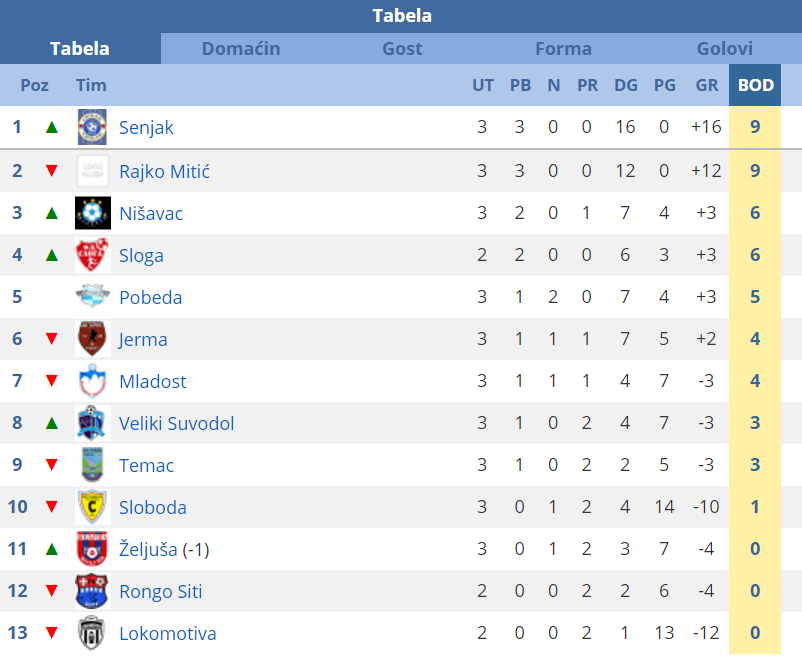 Tabela
Tabela Domaćin Gost Forma Golovi
Poz Tim UT PB N PR DG PG GR BOD
1 Senjak 3 3 0 0 16 0 +16 9
LOGO
KLUBA
2 Rajko Mitić 3 3 0 0 12 0 +12 9
3 Nišavac 3 2 0 1 7 4 +3 6
4 Sloga 2 2 0 0 6 3 +3 6
5 Pobeda 3 1 2 0 7 4 +3 5
6 Jerma 3 1 1 1 7 5 +2 4
7 Mladost 3 1 1 1 4 7 -3 4
8 Veliki Suvodol 3 1 0 2 4 7 -3 3
9 Temac 3 1 0 2 2 5 -3 3
10 C Sloboda 3 0 1 2 4 14 -10 1
11 Željuša (-1) 3 0 1 2 3 7 -4 0
12 Rongo Siti 2 0 0 2 2 6 -4 0
13 Lokomotiva 2 0 0 2 1 13 -12 0